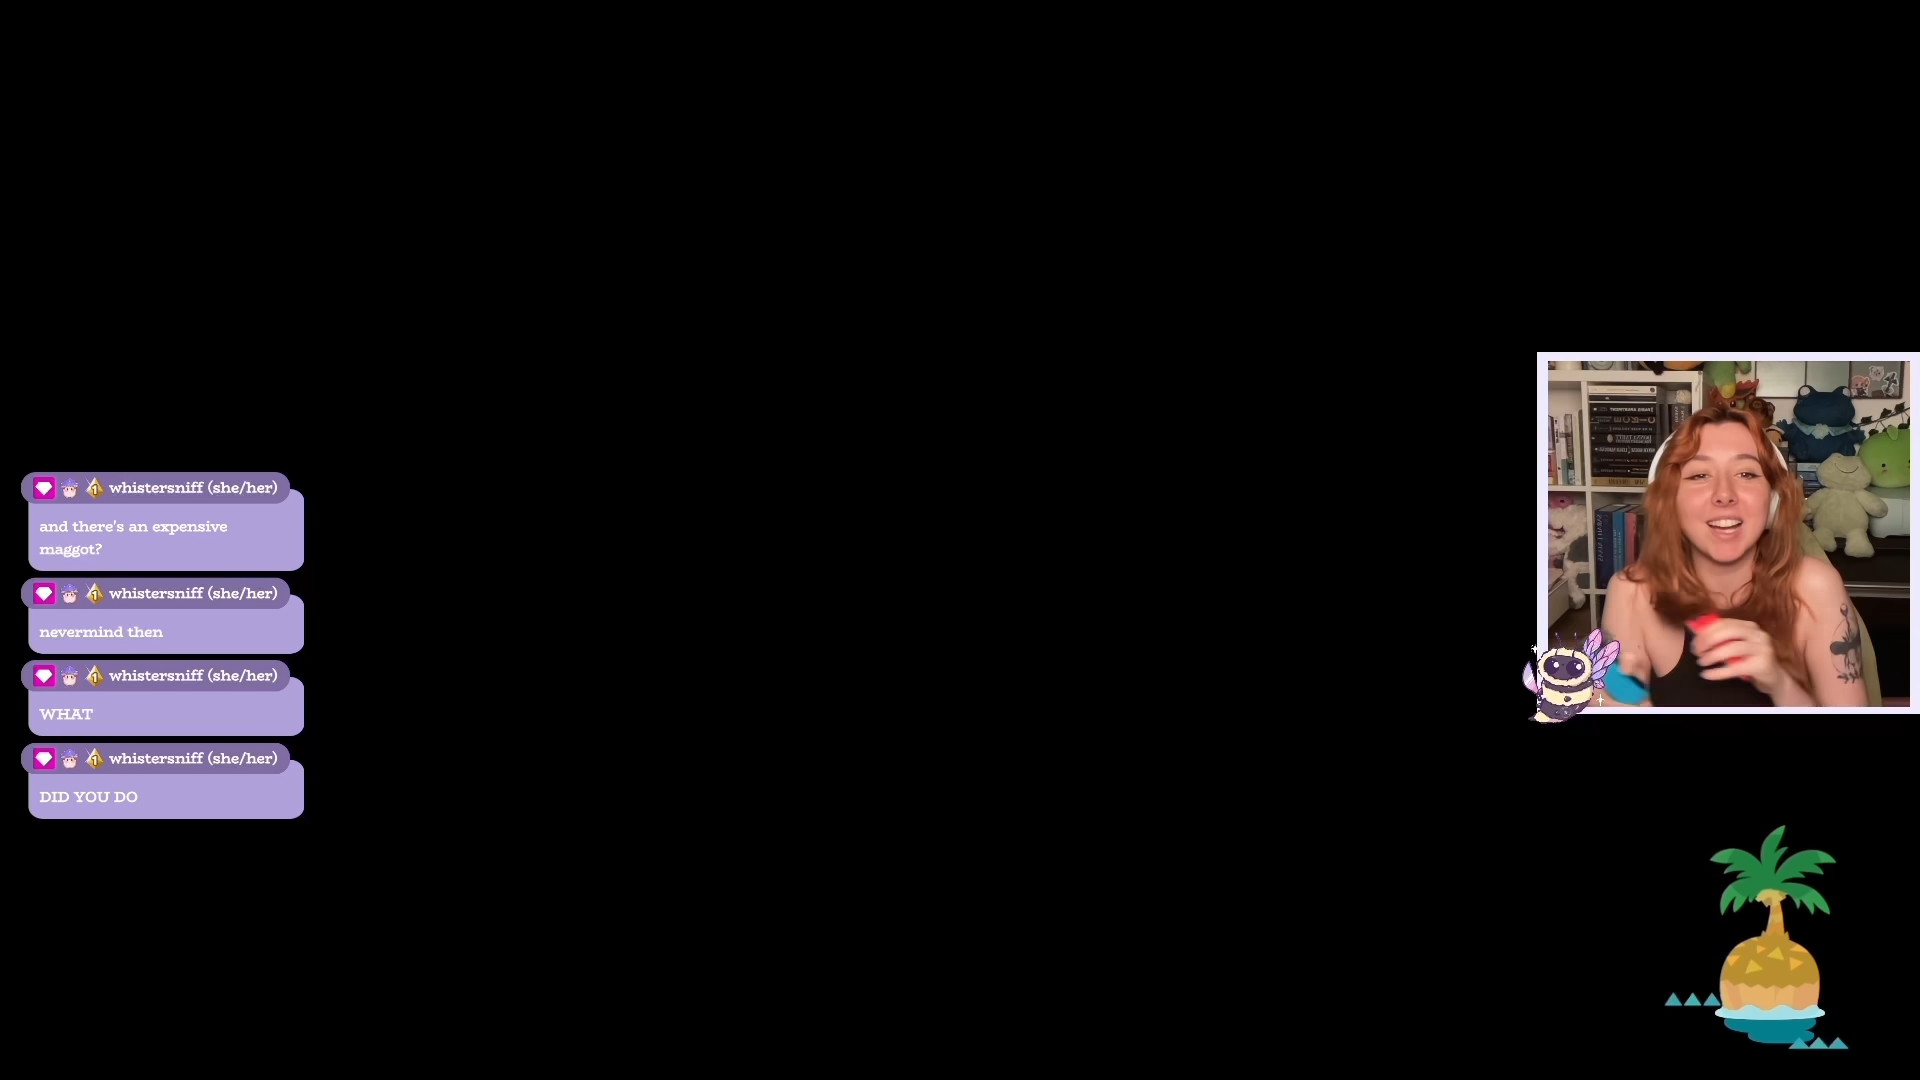 whistersniff (she/her)
and there's an expensive
maggot?
whistersniff (she/her)
nevermind then
whistersniff (she/her)
WHAT
whistersniff (she/her)
DID YOU DO